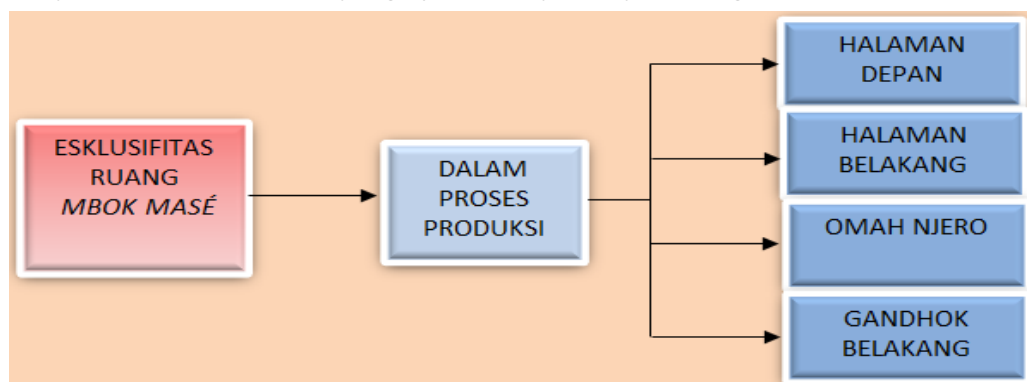 ESKLUSIFITAS
RUANG
MBOK MASÉ
DALAM
PROSES
PRODUKSI
HALAMAN
DEPAN
HALAMAN
BELAKANG
OMAH NJERO
GANDHOK
BELAKANG